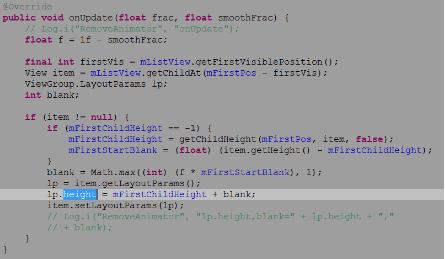 @Override
public void onUpdate(float frac, float smoothFrac) {
// Log.i("RemoveAnimator", "onUpdate");
float f = 1f - smoothFrac;
final int firstVis = mListView.getFirstVisiblePosition();
View item = mListView.getChildAt(mFirstPos - firstVis);
ViewGroup.LayoutParams lp;
int blank;
if (item != null) {
if (mFirstChildHeight == -1) {
mFirstChildHeight = getChildHeight(mFirstPos, item, false);
mFirstStartBlank = (float) (item.getHeight() - mFirstChildHeight);
}
blank = Math.max((int) (f * mFirstStartBlank), 1);
lp = item.getLayoutParams();
lp.height = mFirstChildHeight + blank;
item.setLayoutParams(lp);
// Log.i("RemoveAnimator", "lp.height,blank=" + lp.height + ","
// + blank);
}
}